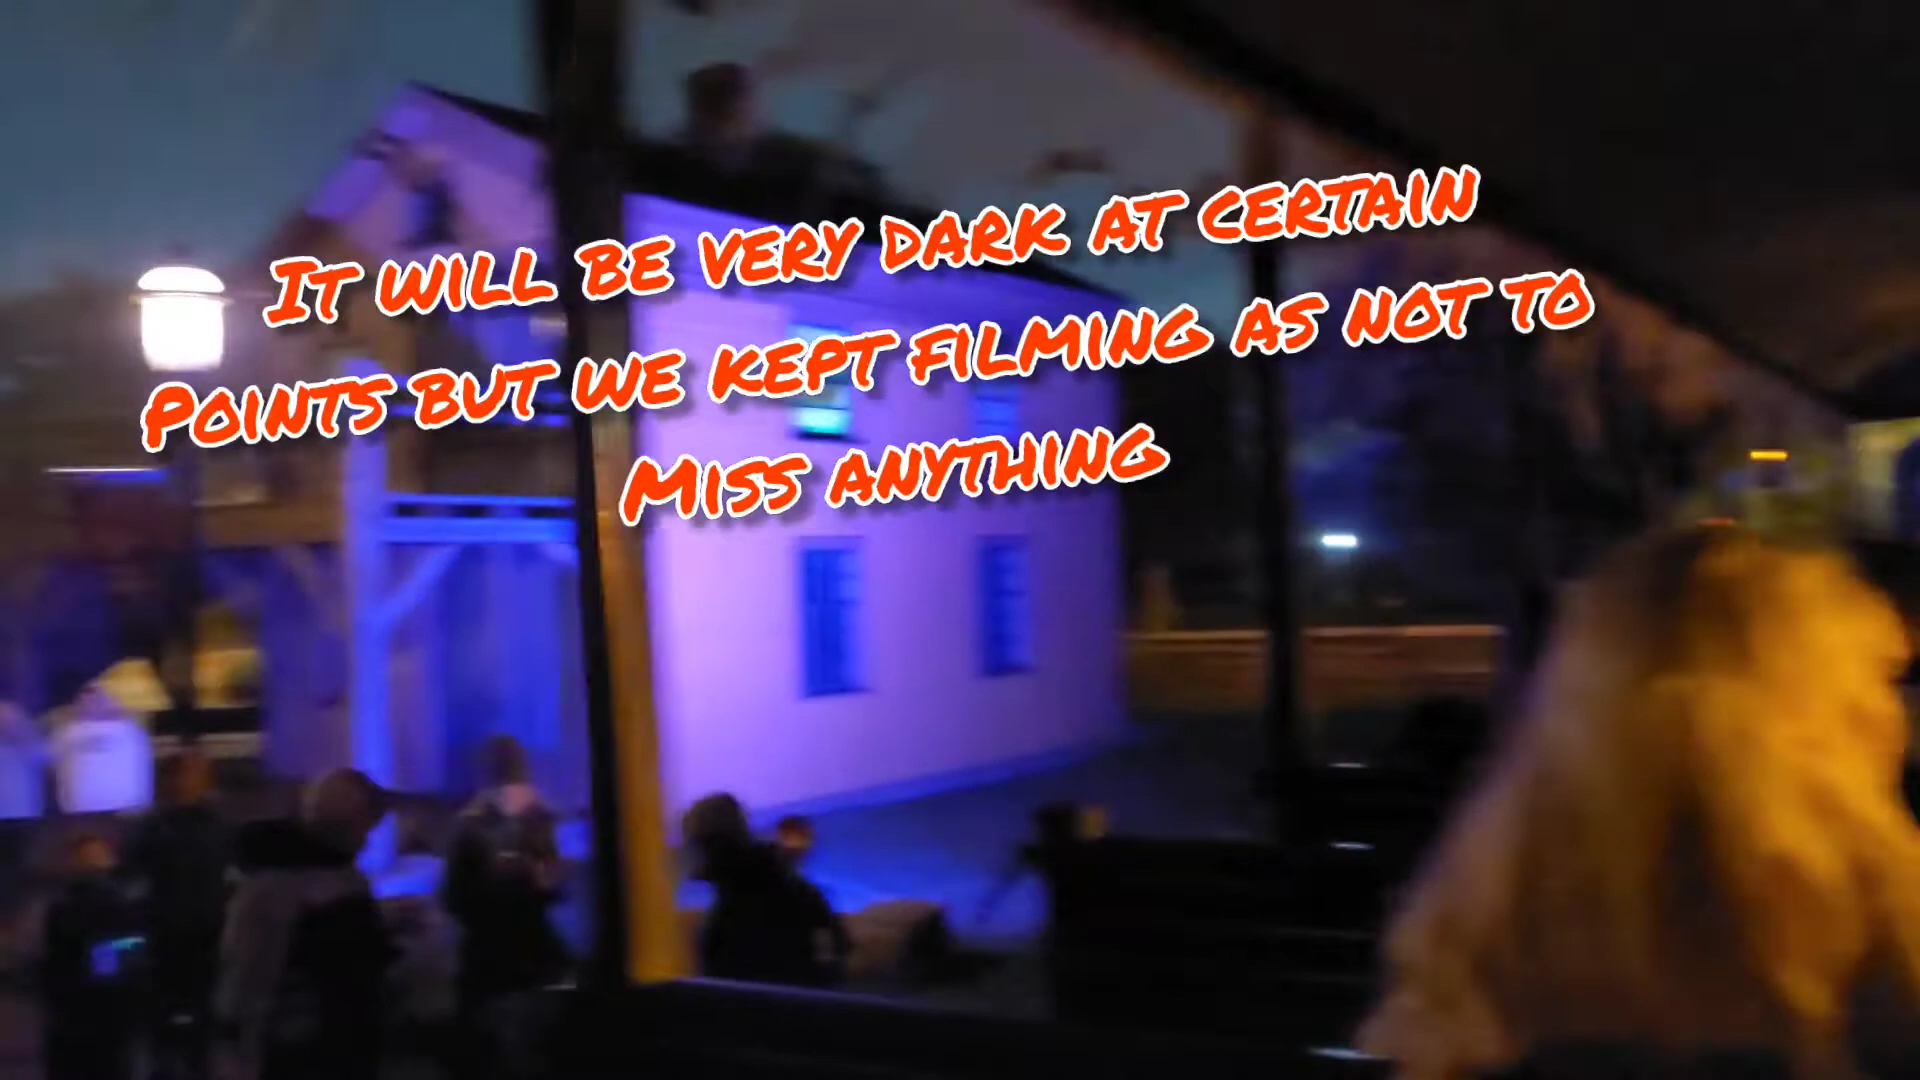 It will be very dark at certain
Points but we kept filming as not to
Miss anything